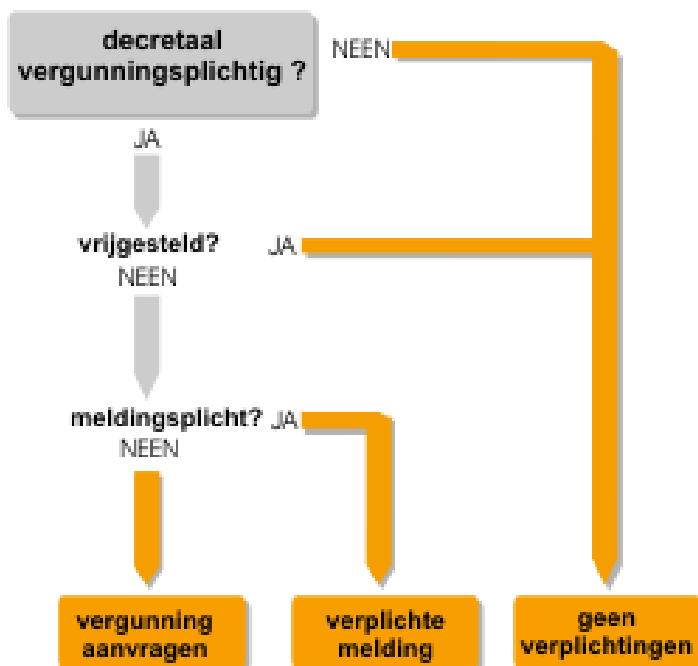 decretaal
vergunningsplichtig ?
NEEN
JA
vrijgesteld?
JA
NEEN
meldingsplicht?
JA
NEEN
vergunning
aanvragen
verplichte
melding
geen
verplichtingen